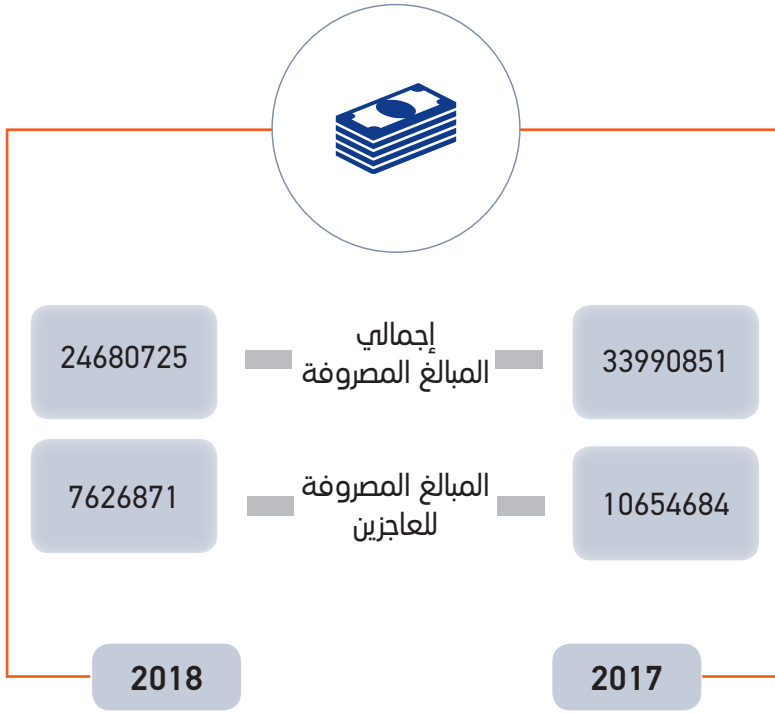 33990851
إجمالي
المبالغ المصروفة
24680725
10654684
المبالغ المصروفة
للعاجزين
7626871
2017
2018